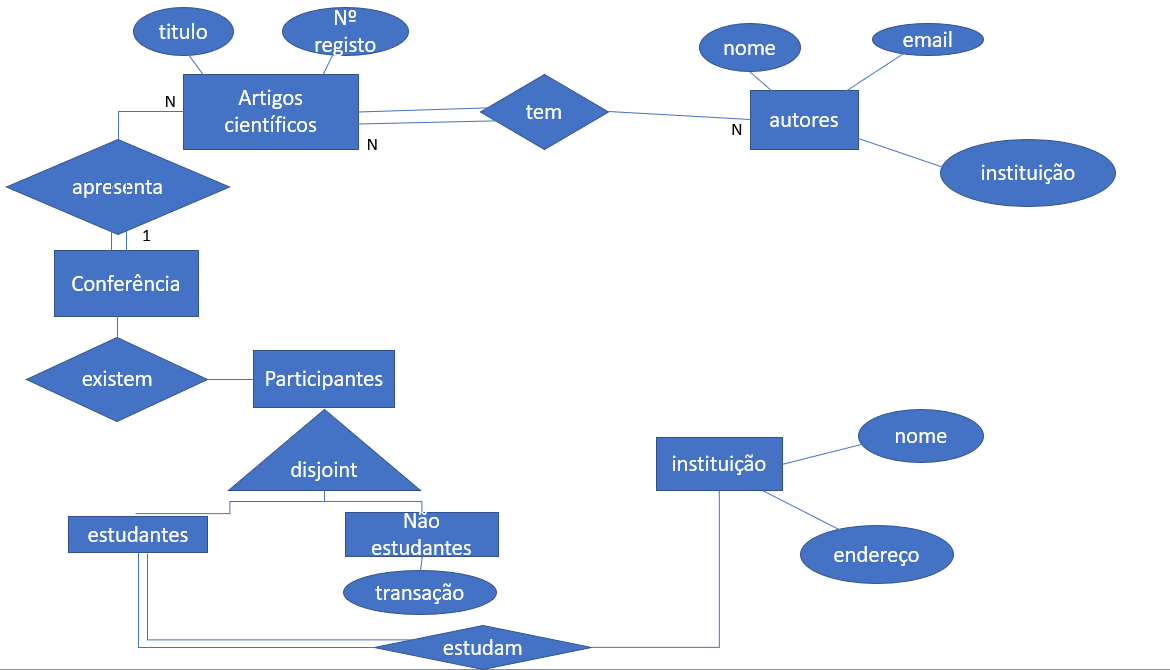 titulo
Nº
registo
nome
email
Artigos
científicos
N
N
tem
N
autores
instituição
apresenta
1
Conferência
existem
Participantes
disjoint
instituição
nome
endereço
estudantes
Não
estudantes
transação
estudam